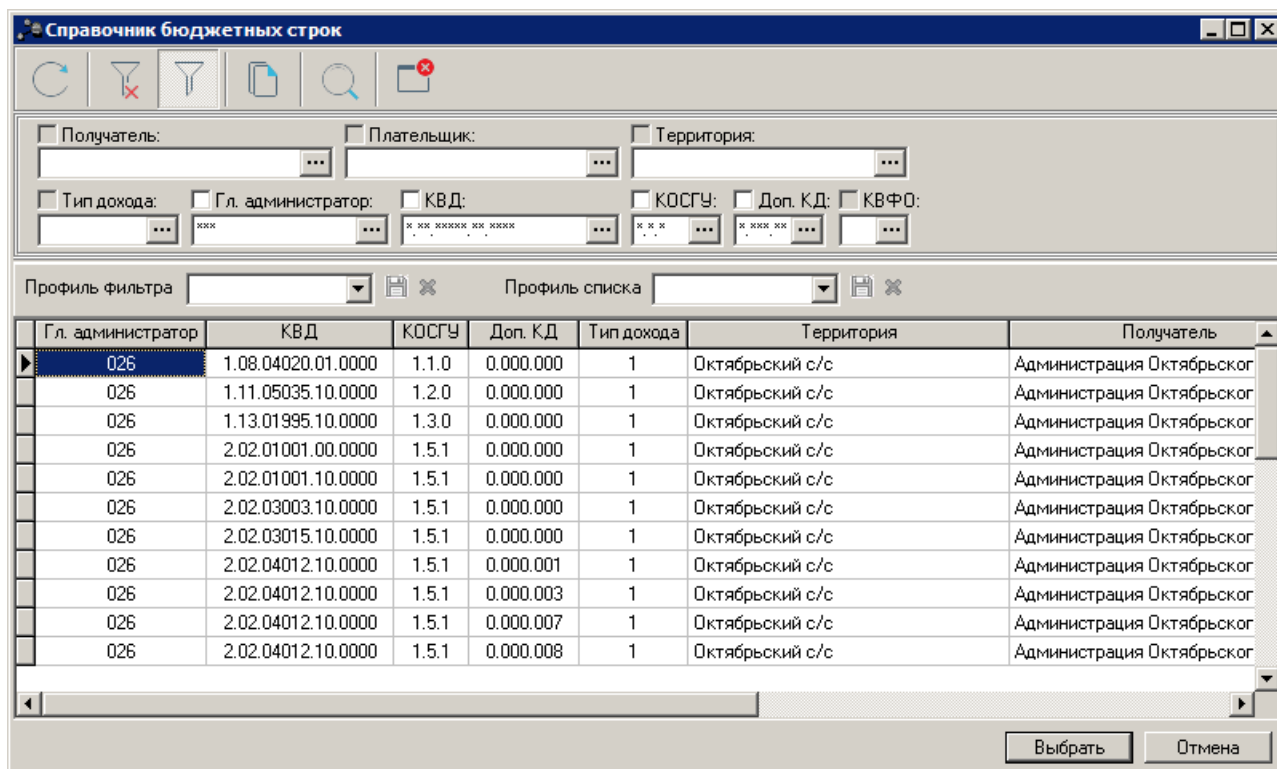 Справочник бюджетных строк
Получатель: Плательщик: Территория:
Тип дохода: Гл. администратор: КВД: КОСГУ: Доп. КД: КВФО:
*** *.**.*****.**.**** *.*.* *.***.**
Профиль фильтра Профиль списка
Гл. администратор КВД КОСГУ Доп. КД Тип дохода Территория Получатель
026 1.08.04020.01.0000 1.1.0 0.000.000 1 Октябрьский с/с Администрация Октябрьског
026 1.11.05035.10.0000 1.2.0 0.000.000 1 Октябрьский с/с Администрация Октябрьског
026 1.13.01995.10.0000 1.3.0 0.000.000 1 Октябрьский с/с Администрация Октябрьског
026 2.02.01001.00.0000 1.5.1 0.000.000 1 Октябрьский с/с Администрация Октябрьског
026 2.02.01001.10.0000 1.5.1 0.000.000 1 Октябрьский с/с Администрация Октябрьског
026 2.02.03003.10.0000 1.5.1 0.000.000 1 Октябрьский с/с Администрация Октябрьског
026 2.02.03015.10.0000 1.5.1 0.000.000 1 Октябрьский с/с Администрация Октябрьског
026 2.02.04012.10.0000 1.5.1 0.000.001 1 Октябрьский с/с Администрация Октябрьског
026 2.02.04012.10.0000 1.5.1 0.000.003 1 Октябрьский с/с Администрация Октябрьског
026 2.02.04012.10.0000 1.5.1 0.000.007 1 Октябрьский с/с Администрация Октябрьског
026 2.02.04012.10.0000 1.5.1 0.000.008 1 Октябрьский с/с Администрация Октябрьског
Выбрать Отмена